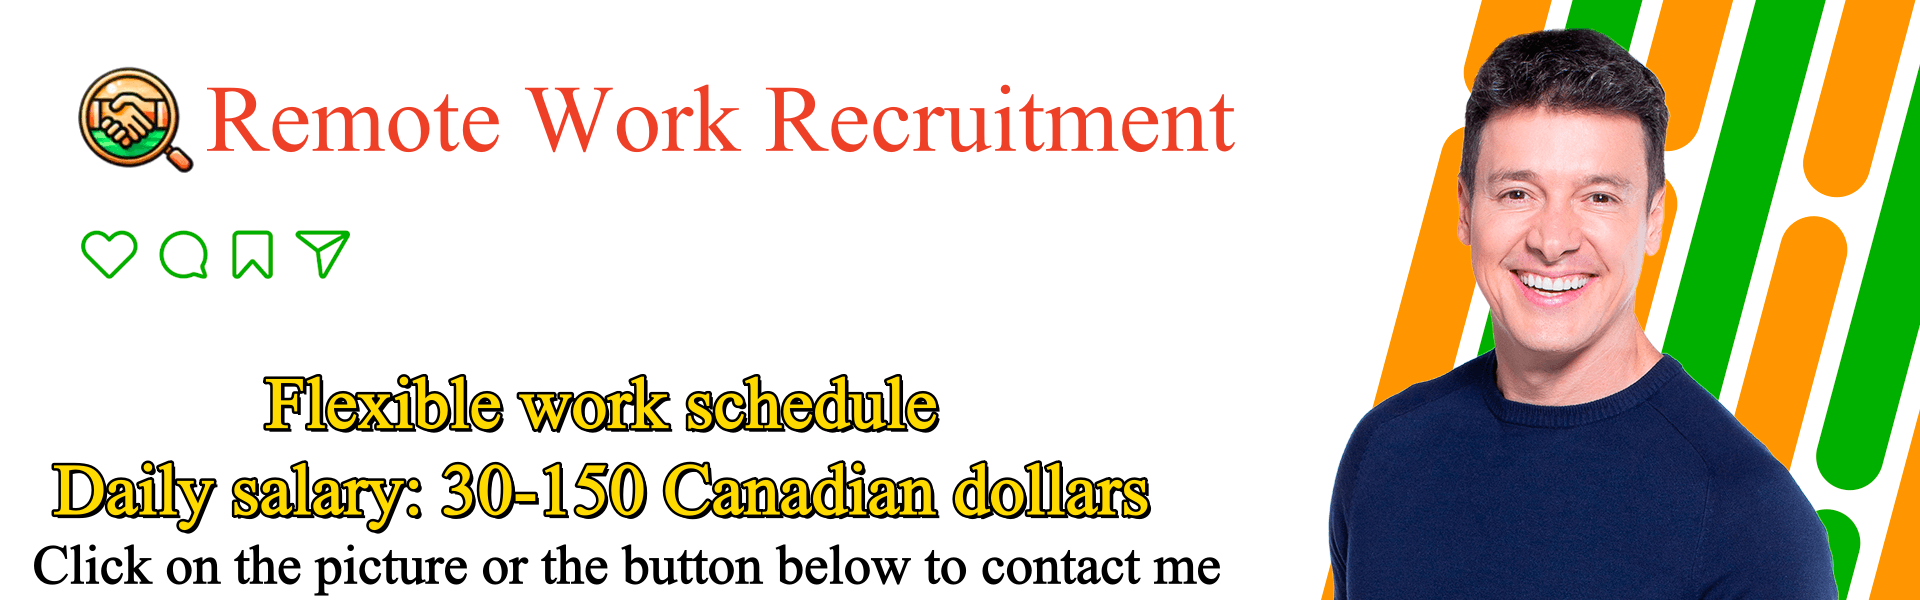 Remote Work Recruitment
Flexible work schedule
Daily salary: 30-150 Canadian dollars
Click on the picture or the button below to contact me